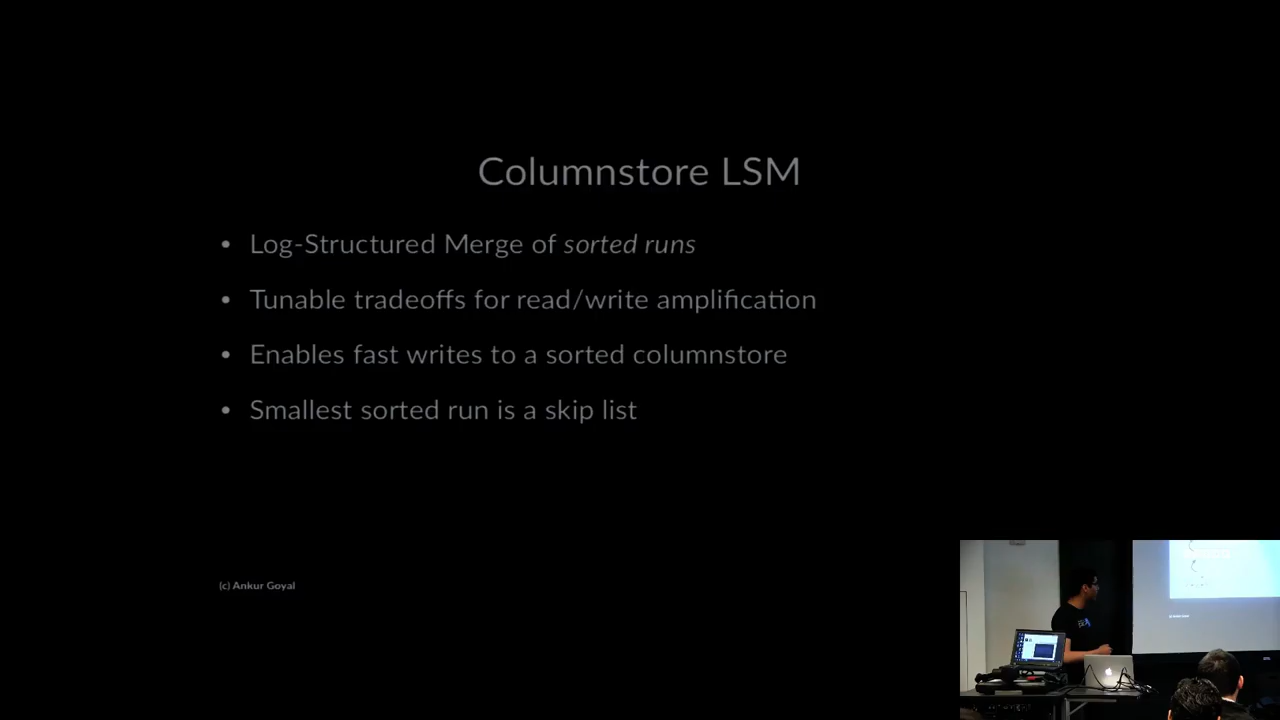 Columnstore LSM
• Log-Structured Merge of sorted runs
• Tunable tradeoffs for read/write amplification
• Enables fast writes to a sorted columnstore
• Smallest sorted run is a skip list
(c) Ankur Goyal